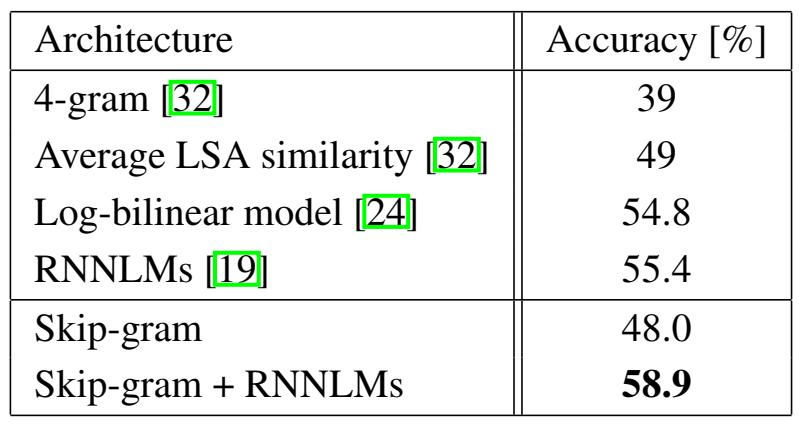 Architecture Accuracy [%]
4-gram [32] 39
Average LSA similarity [32] 49
Log-bilinear model [24] 54.8
RNNLMs [19] 55.4
Skip-gram 48.0
Skip-gram + RNNLMs 58.9